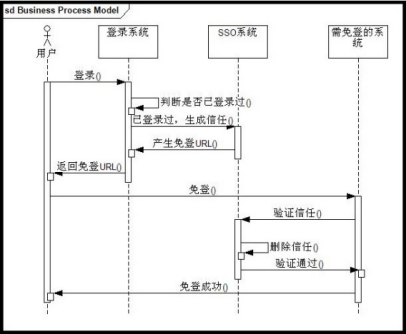 sd Business Process Model
用户
登录系统
SSO系统
需免登的系
统
登录()
判断是否已登录过()
已登录过，生成信任()
产生免登URL()
返回免登URL()
免登()
验证信任()
删除信任()
验证通过()
免登成功()